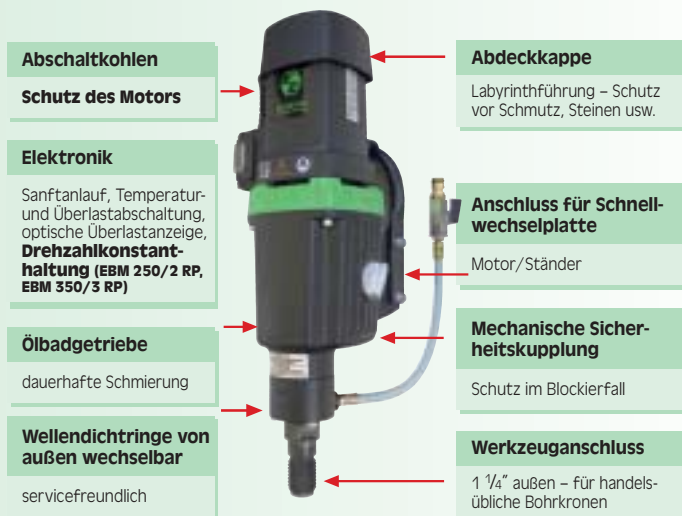 Abschaltkohlen
Schutz des Motors
Elektronik
Sanftanlauf, Temperatur-
und Überlastabschaltung,
optische Überlastanzeige,
Drehzahlkonstant-
haltung (EBM 250/2 RP,
EBM 350/3 RP)
Ölbadgetriebe
dauerhafte Schmierung
Wellendichtringe von
außen wechselbar
servicefreundlich
Abdeckkappe
Labyrinthführung – Schutz
vor Schmutz, Steinen usw.
Anschluss für Schnell-
wechselplatte
Motor/Ständer
Mechanische Sicher-
heitskupplung
Schutz im Blockierfall
Werkzeuganschluss
1 1/4″ außen – für handels-
übliche Bohrkronen